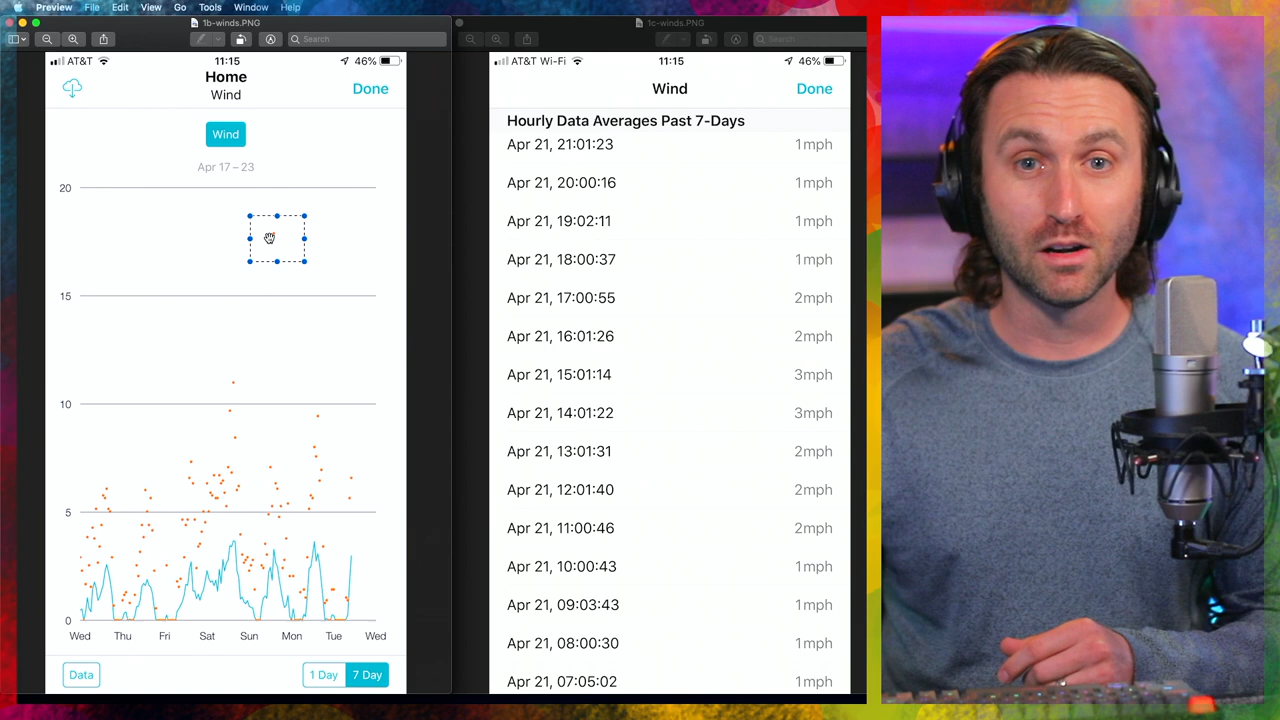 Preview File Edit View Go Tools Window Help
1b-winds.PNG
Search
AT&T 11:15 46%
Home
Wind
Done
Wind
Apr 17 – 23
20
15
10
5
0
Wed Thu Fri Sat Sun Mon Tue Wed
Data
1 Day 7 Day
1c-winds.PNG
Search
AT&T Wi-Fi 11:15 46%
Wind
Done
Hourly Data Averages Past 7-Days
Apr 21, 21:01:23 1mph
Apr 21, 20:00:16 1mph
Apr 21, 19:02:11 1mph
Apr 21, 18:00:37 1mph
Apr 21, 17:00:55 2mph
Apr 21, 16:01:26 2mph
Apr 21, 15:01:14 3mph
Apr 21, 14:01:22 3mph
Apr 21, 13:01:31 2mph
Apr 21, 12:01:40 2mph
Apr 21, 11:00:46 2mph
Apr 21, 10:00:43 1mph
Apr 21, 09:03:43 1mph
Apr 21, 08:00:30 1mph
Apr 21, 07:05:02 1mph